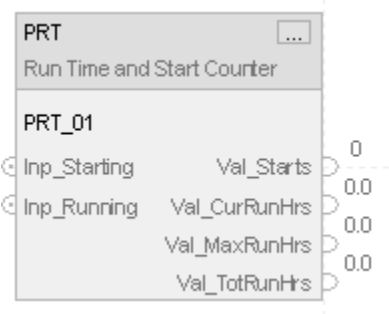 PRT ...
Run Time and Start Counter
PRT_01
Inp_Starting Val_Starts 0
Inp_Running Val_CurRunHrs 0.0
Val_MaxRunHrs 0.0
Val_TotRunHrs 0.0